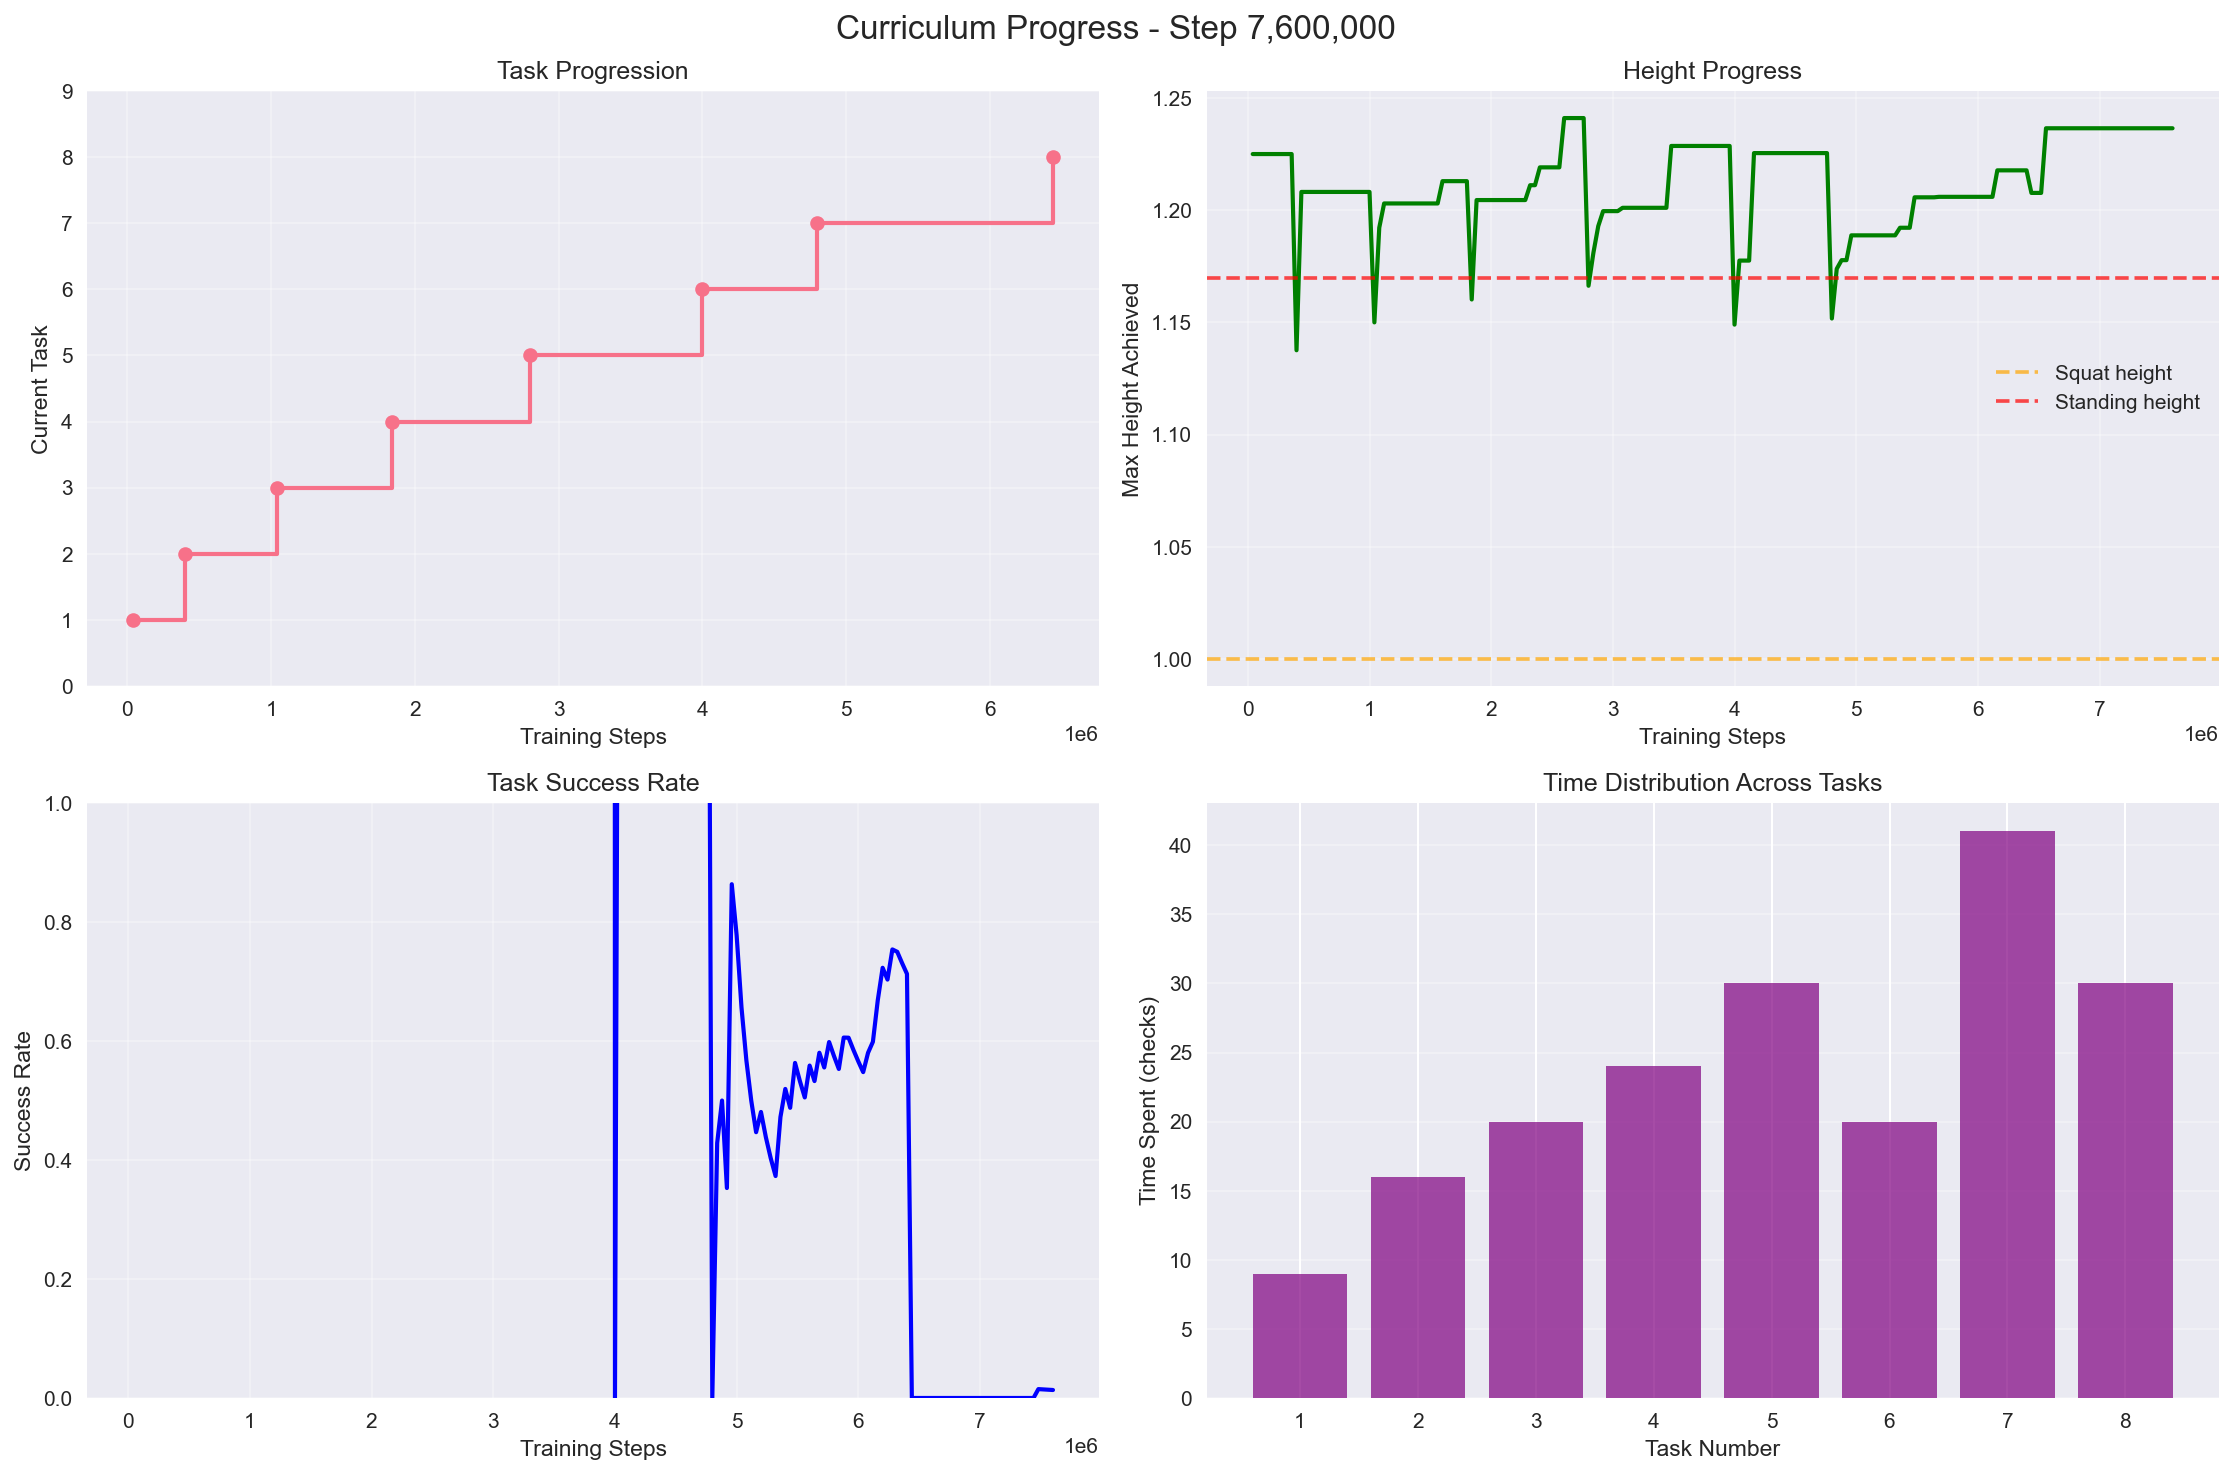 Curriculum Progress - Step 7,600,000
Task Progression
9
8
7
6
5
4
3
2
1
0
Current Task
0 1 2 3 4 5 6
1e6
Training Steps
Height Progress
1.25
1.20
1.15
1.10
1.05
1.00
Max Height Achieved
Squat height
Standing height
0 1 2 3 4 5 6 7
1e6
Training Steps
Task Success Rate
1.0
0.8
0.6
0.4
0.2
0.0
Success Rate
0 1 2 3 4 5 6 7
1e6
Training Steps
Time Distribution Across Tasks
40
35
30
25
20
15
10
5
0
Time Spent (checks)
1 2 3 4 5 6 7 8
Task Number